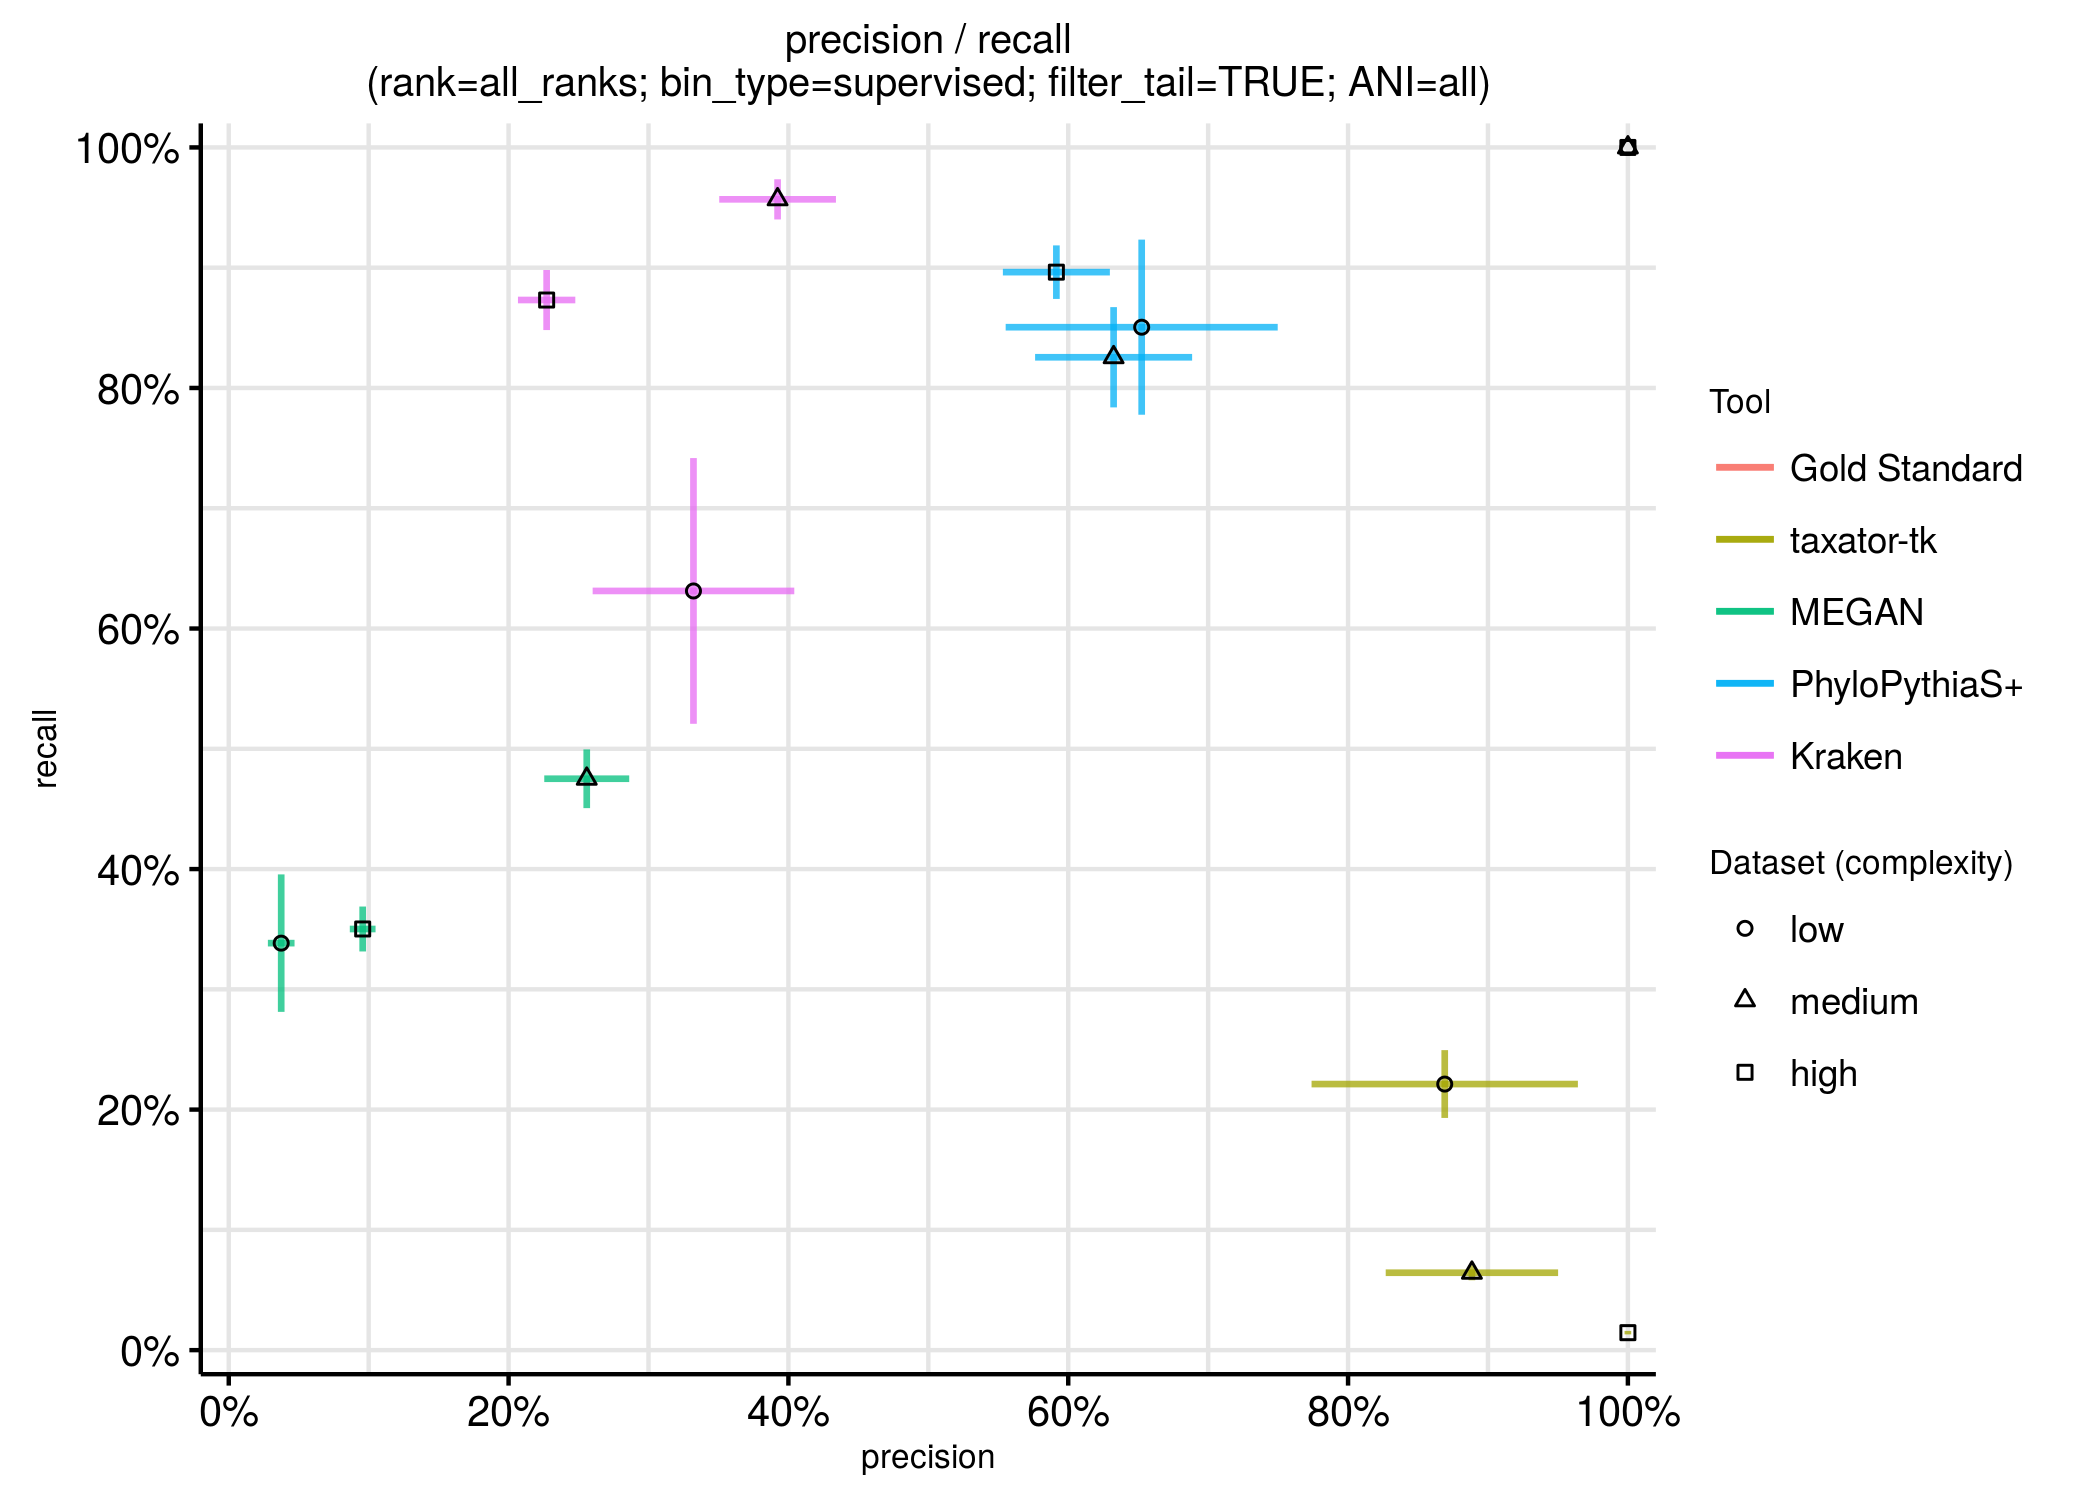 precision / recall
(rank=all_ranks; bin_type=supervised; filter_tail=TRUE; ANI=all)
100%
80%
60%
40%
20%
0%
recall
0%
20%
40%
60%
80%
100%
precision
Tool
Gold Standard
taxator-tk
MEGAN
PhyloPythiaS+
Kraken
Dataset (complexity)
low
medium
high